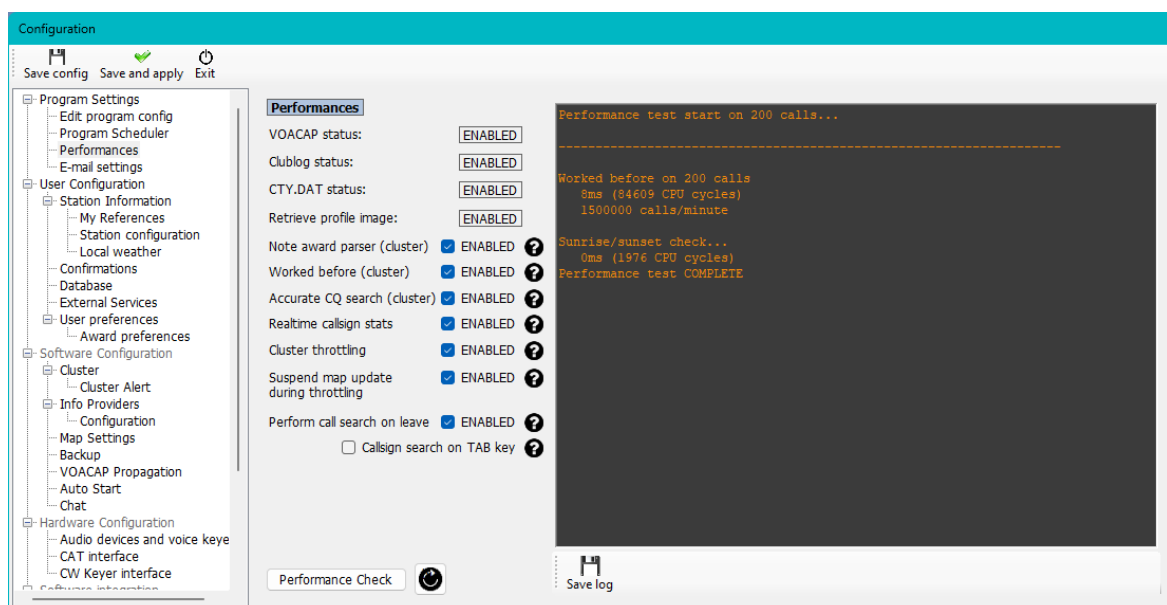 Configuration
Save config Save and apply Exit
Program Settings
Edit program config
Program Scheduler
Performances
E-mail settings
User Configuration
Station Information
My References
Station configuration
Local weather
Confirmations
Database
External Services
User preferences
Award preferences
Software Configuration
Cluster
Cluster Alert
Info Providers
Configuration
Map Settings
Backup
VOACAP Propagation
Auto Start
Chat
Hardware Configuration
Audio devices and voice keye
CAT interface
CW Keyer interface
Software integration
Performances
VOACAP status: ENABLED
Clublog status: ENABLED
CTY.DAT status: ENABLED
Retrieve profile image: ENABLED
Note award parser (cluster) ENABLED ?
Worked before (cluster) ENABLED ?
Accurate CQ search (cluster) ENABLED ?
Realtime callsign stats ENABLED ?
Cluster throttling ENABLED ?
Suspend map update ENABLED ?
during throttling
Perform call search on leave ENABLED ?
Callsign search on TAB key ?
Performance Check
Performance test start on 200 calls...
--------------------------------------------------------------------
Worked before on 200 calls
8ms (84609 CPU cycles)
1500000 calls/minute
Sunrise/sunset check...
0ms (1976 CPU cycles)
Performance test COMPLETE
Save log